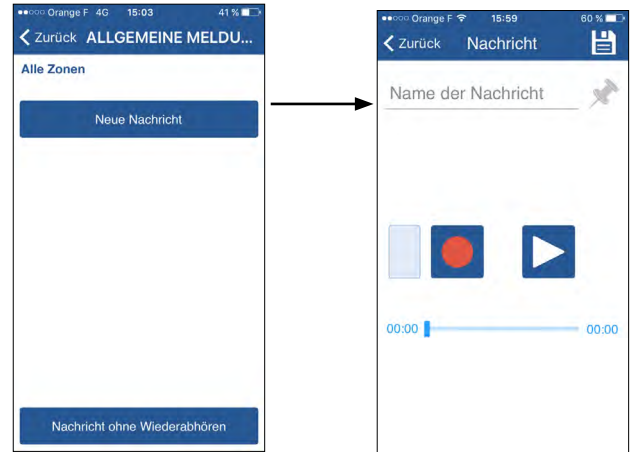 ●●○○○ Orange F 4G 15:03 41 %
Zurück ALLGEMEINE MELDU...
Alle Zonen
Neue Nachricht
Nachricht ohne Wiederabhören
●●○○○ Orange F 15:59 60 %
Zurück Nachricht
Name der Nachricht
00:00 00:00